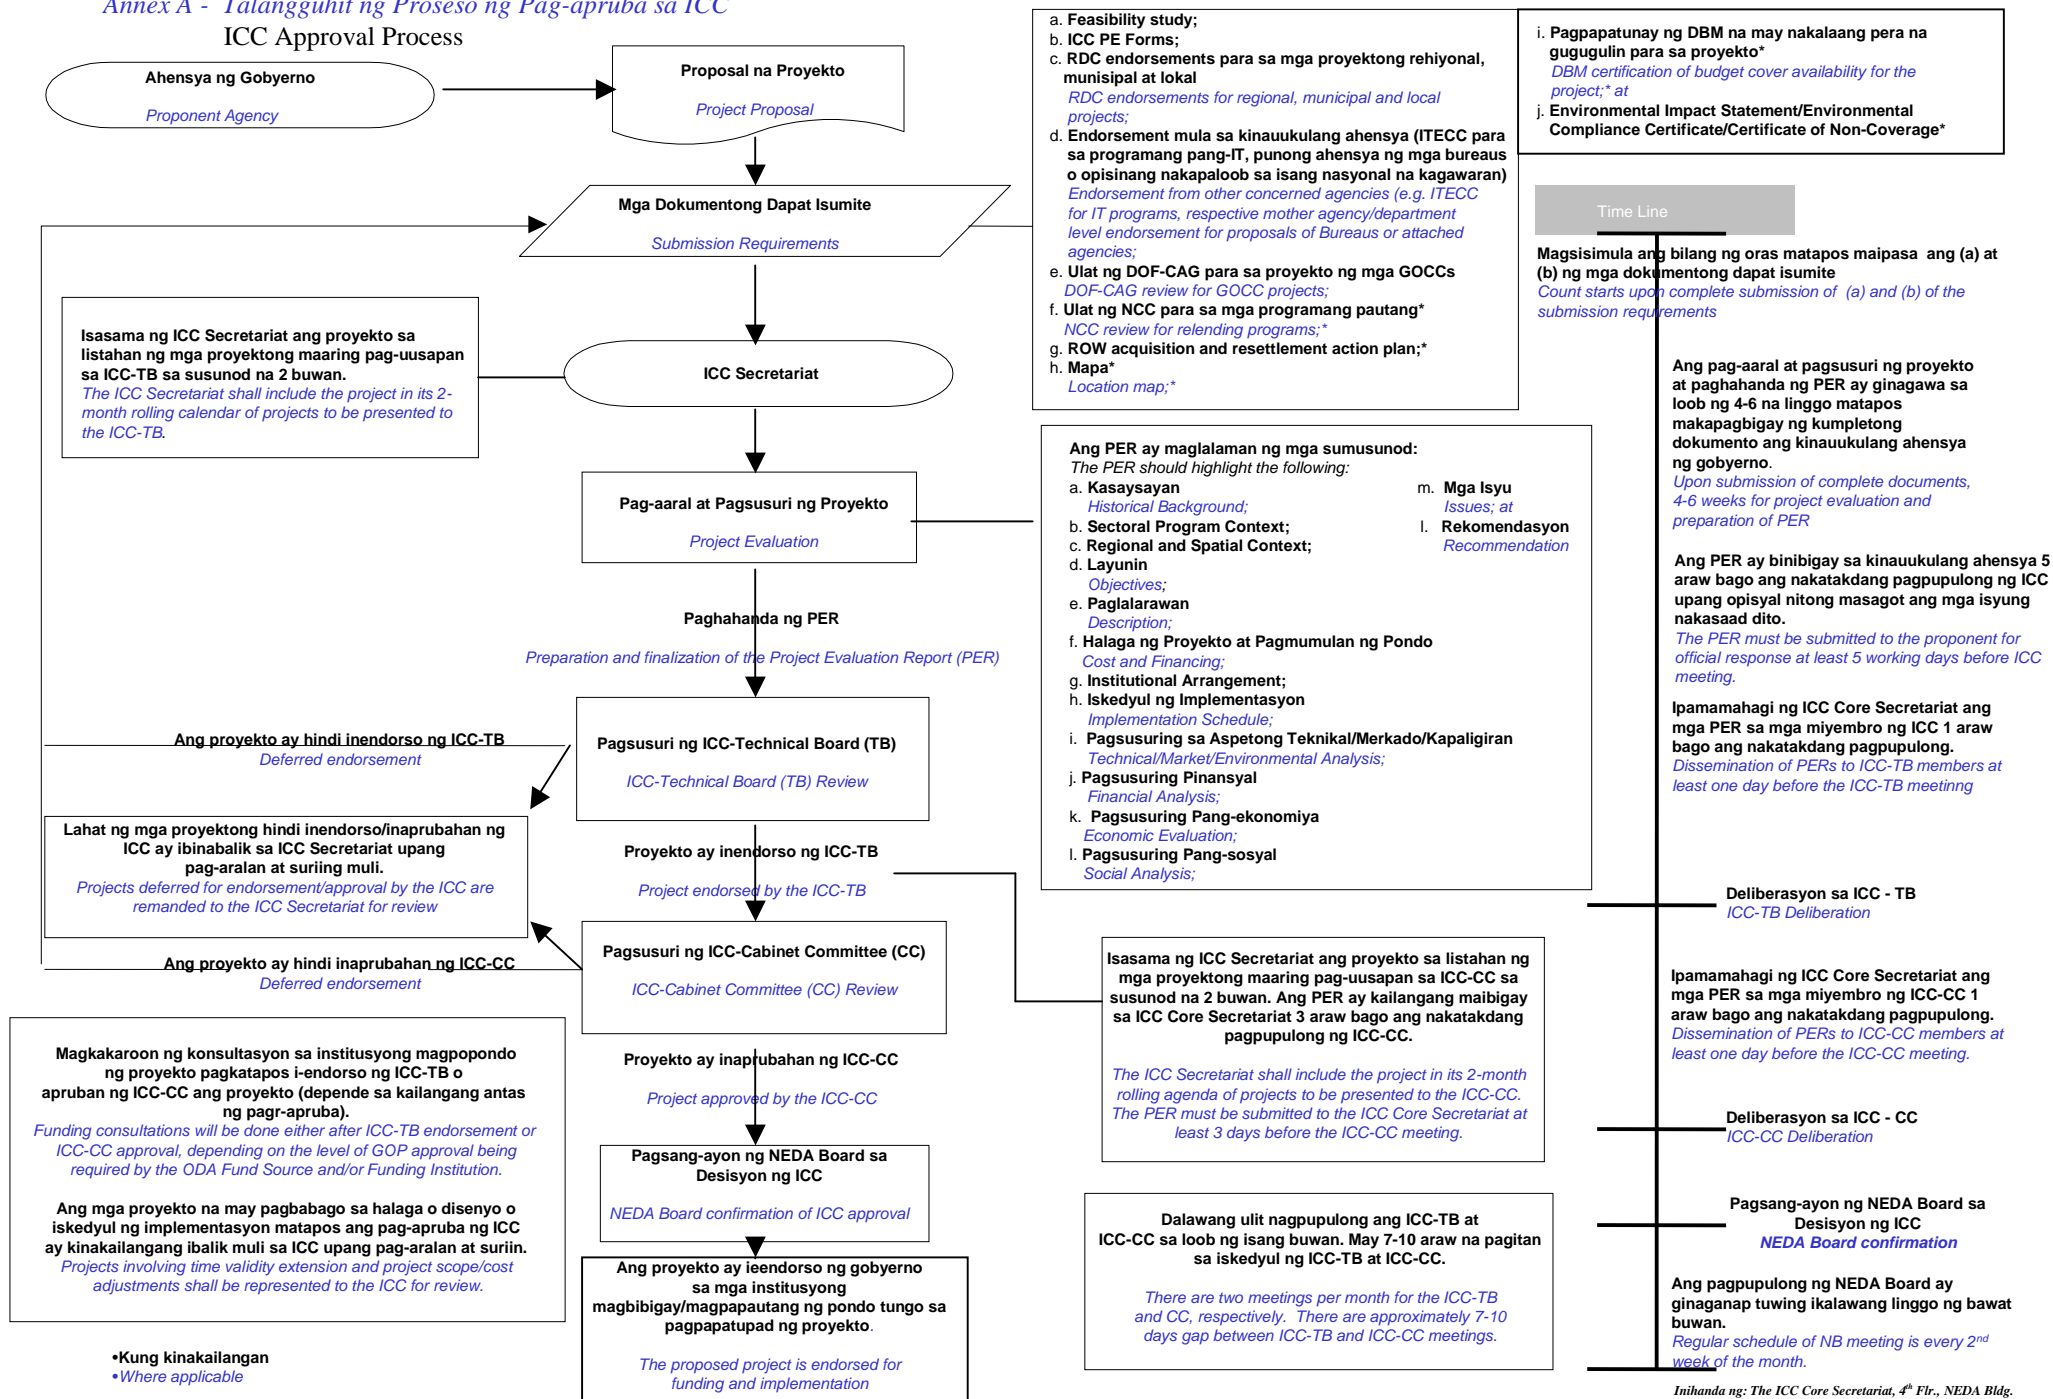 Annex A - Talangguhit ng Proseso ng Pag-apruba sa ICC
ICC Approval Process
Ahensya ng Gobyerno
Proponent Agency
Proposal na Proyekto
Project Proposal
Mga Dokumentong Dapat Isumite
Submission Requirements
a. Feasibility study;
b. ICC PE Forms;
c. RDC endorsements para sa mga proyektong rehiyonal,
munisipal at lokal
RDC endorsements for regional, municipal and local
projects;
d. Endorsement mula sa kinauukulang ahensya (ITECC para
sa programang pang-IT, punong ahensya ng mga bureaus
o opisinang nakapaloob sa isang nasyonal na kagawaran)
Endorsement from other concerned agencies (e.g. ITECC
for IT programs, respective mother agency/department
level endorsement for proposals of Bureaus or attached
agencies;
e. Ulat ng DOF-CAG para sa proyekto ng mga GOCCs
DOF-CAG review for GOCC projects;
f. Ulat ng NCC para sa mga programang pautang*
NCC review for relending programs;*
g. ROW acquisition and resettlement action plan;*
h. Mapa*
Location map;*
i. Pagpapatunay ng DBM na may nakalaang pera na
gugugulin para sa proyekto*
DBM certification of budget cover availability for the
project;* at
j. Environmental Impact Statement/Environmental
Compliance Certificate/Certificate of Non-Coverage*
Isasama ng ICC Secretariat ang proyekto sa
listahan ng mga proyektong maaring pag-uusapan
sa ICC-TB sa susunod na 2 buwan.
The ICC Secretariat shall include the project in its 2-
month rolling calendar of projects to be presented to
the ICC-TB.
ICC Secretariat
Pag-aaral at Pagsusuri ng Proyekto
Project Evaluation
Paghahanda ng PER
Preparation and finalization of the Project Evaluation Report (PER)
Ang PER ay maglalaman ng mga sumusunod:
The PER should highlight the following:
a. Kasaysayan
Historical Background;
b. Sectoral Program Context;
c. Regional and Spatial Context;
d. Layunin
Objectives;
e. Paglalarawan
Description;
f. Halaga ng Proyekto at Pagmumulan ng Pondo
Cost and Financing;
g. Institutional Arrangement;
h. Iskedyul ng Implementasyon
Implementation Schedule;
i. Pagsusuring sa Aspetong Teknikal/Merkado/Kapaligiran
Technical/Market/Environmental Analysis;
j. Pagsusuring Pinansyal
Financial Analysis;
k. Pagsusuring Pang-ekonomiya
Economic Evaluation;
l. Pagsusuring Pang-sosyal
Social Analysis;
m. Mga Isyu
Issues; at
l. Rekomendasyon
Recommendation
Pagsusuri ng ICC-Technical Board (TB)
ICC-Technical Board (TB) Review
Ang proyekto ay hindi inendorso ng ICC-TB
Deferred endorsement
Lahat ng mga proyektong hindi inendorso/inaprubahan ng
ICC ay ibinabalik sa ICC Secretariat upang
pag-aralan at suriing muli.
Projects deferred for endorsement/approval by the ICC are
remanded to the ICC Secretariat for review
Proyekto ay inendorso ng ICC-TB
Project endorsed by the ICC-TB
Pagsusuri ng ICC-Cabinet Committee (CC)
ICC-Cabinet Committee (CC) Review
Ang proyekto ay hindi inaprubahan ng ICC-CC
Deferred endorsement
Isasama ng ICC Secretariat ang proyekto sa listahan ng
mga proyektong maaring pag-uusapan sa ICC-CC sa
susunod na 2 buwan. Ang PER ay kailangang maibigay
sa ICC Core Secretariat 3 araw bago ang nakatakdang
pagpupulong ng ICC-CC.
The ICC Secretariat shall include the project in its 2-month
rolling agenda of projects to be presented to the ICC-CC.
The PER must be submitted to the ICC Core Secretariat at
least 3 days before the ICC-CC meeting.
Magkakaroon ng konsultasyon sa institusyong magpopondo
ng proyekto pagkatapos i-endorso ng ICC-TB o
apruban ng ICC-CC ang proyekto (depende sa kailangang antas
ng pagr-apruba).
Funding consultations will be done either after ICC-TB endorsement or
ICC-CC approval, depending on the level of GOP approval being
required by the ODA Fund Source and/or Funding Institution.
Ang mga proyekto na may pagbabago sa halaga o disenyo o
iskedyul ng implementasyon matapos ang pag-apruba ng ICC
ay kinakailangang ibalik muli sa ICC upang pag-aralan at suriin.
Projects involving time validity extension and project scope/cost
adjustments shall be represented to the ICC for review.
Proyekto ay inaprubahan ng ICC-CC
Project approved by the ICC-CC
Pagsang-ayon ng NEDA Board sa
Desisyon ng ICC
NEDA Board confirmation of ICC approval
Ang proyekto ay ieendorso ng gobyerno
sa mga institusyong
magbibigay/magpapautang ng pondo tungo sa
pagpapatupad ng proyekto.
The proposed project is endorsed for
funding and implementation
Dalawang ulit nagpupulong ang ICC-TB at
ICC-CC sa loob ng isang buwan. May 7-10 araw na pagitan
sa iskedyul ng ICC-TB at ICC-CC.
There are two meetings per month for the ICC-TB
and CC, respectively. There are approximately 7-10
days gap between ICC-TB and ICC-CC meetings.
•Kung kinakailangan
•Where applicable
Time Line
Magsisimula ang bilang ng oras matapos maipasa ang (a) at
(b) ng mga dokumentong dapat isumite
Count starts upon complete submission of (a) and (b) of the
submission requirements
Ang pag-aaral at pagsusuri ng proyekto
at paghahanda ng PER ay ginagawa sa
loob ng 4-6 na linggo matapos
makapagbigay ng kumpletong
dokumento ang kinauukulang ahensya
ng gobyerno.
Upon submission of complete documents,
4-6 weeks for project evaluation and
preparation of PER
Ang PER ay binibigay sa kinauukulang ahensya 5
araw bago ang nakatakdang pagpupulong ng ICC
upang opisyal nitong masagot ang mga isyung
nakasaad dito.
The PER must be submitted to the proponent for
official response at least 5 working days before ICC
meeting.
Ipamamahagi ng ICC Core Secretariat ang
mga PER sa mga miyembro ng ICC 1 araw
bago ang nakatakdang pagpupulong.
Dissemination of PERs to ICC-TB members at
least one day before the ICC-TB meetinng
Deliberasyon sa ICC - TB
ICC-TB Deliberation
Ipamamahagi ng ICC Core Secretariat ang
mga PER sa mga miyembro ng ICC-CC 1
araw bago ang nakatakdang pagpupulong.
Dissemination of PERs to ICC-CC members at
least one day before the ICC-CC meeting.
Deliberasyon sa ICC - CC
ICC-CC Deliberation
Pagsang-ayon ng NEDA Board sa
Desisyon ng ICC
NEDA Board confirmation
Ang pagpupulong ng NEDA Board ay
ginaganap tuwing ikalawang linggo ng bawat
buwan.
Regular schedule of NB meeting is every 2nd
week of the month.
Inihanda ng: The ICC Core Secretariat, 4th Flr., NEDA Bldg.